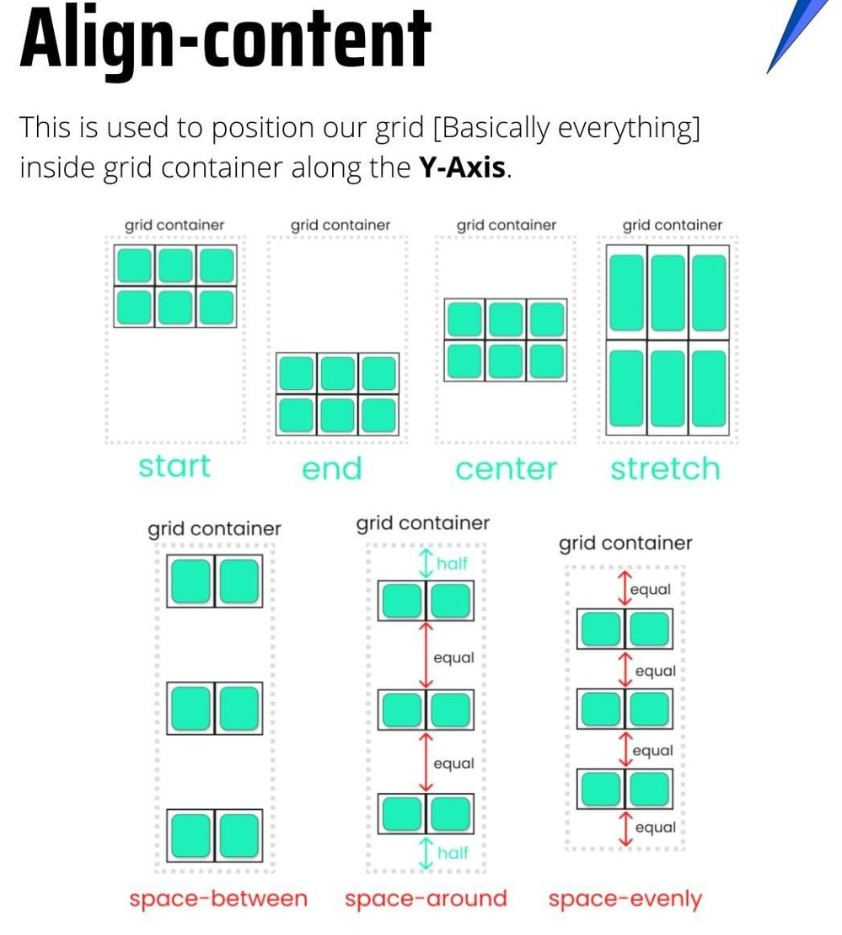 Align-content
This is used to position our grid [Basically everything]
inside grid container along the Y-Axis.
grid container grid container grid container grid container
start end center stretch
grid container grid container grid container
half
equal
equal
half
equal
equal
equal
equal
space-between space-around space-evenly